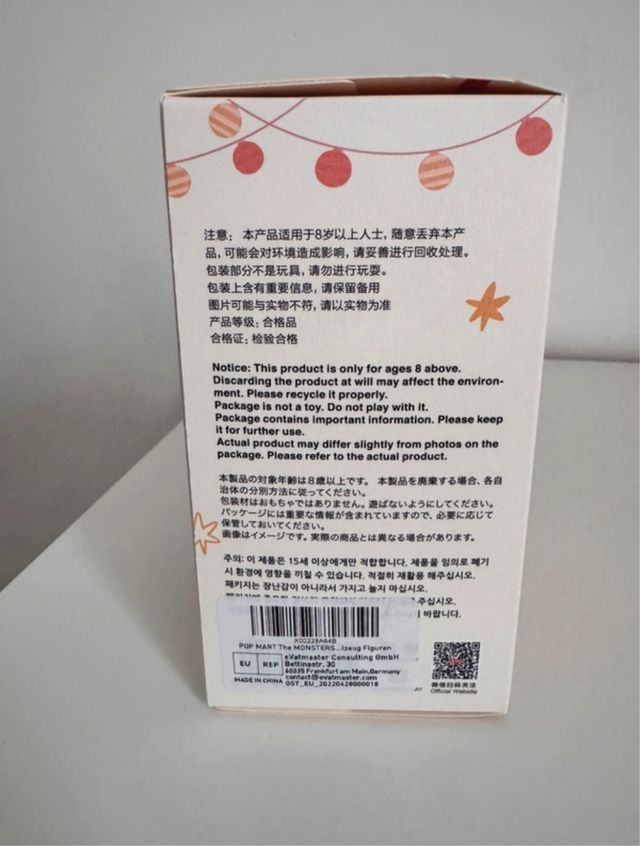 注意：本产品适用于8岁以上人士，随意丢弃本产
品，可能会对环境造成影响，请妥善进行回收处理。
包装部分不是玩具，请勿进行玩耍。
包装上含有重要信息，请保留备用
图片可能与实物不符，请以实物为准
产品等级：合格品
合格证：检验合格
Notice: This product is only for ages 8 above.
Discarding the product at will may affect the environ-
ment. Please recycle it properly.
Package is not a toy. Do not play with it.
Package contains important information. Please keep
it for further use.
Actual product may differ slightly from photos on the
package. Please refer to the actual product.
本製品の対象年齢は8歳以上です。本製品を廃棄する場合、各自
治体の分別方法に従ってください。
包装材はおもちゃではありません。遊ばないようにしてください。
パッケージには重要な情報が含まれていますので、必要に応じて
保管しておいてください。
画像はイメージです。実際の商品とは異なる場合があります。
주의: 이 제품은 15세 이상에게만 적합합니다. 제품을 임의로 폐기
시 환경에 영향을 끼칠 수 있습니다. 적절히 재활용 해주십시오.
패키지는 장난감이 아니라서 가지고 놀지 마십시오.
주십시오.
바랍니다.
X00228A64B
POP MART The MONSTERS...lzeug Figuren
EU REP
eVatmaster Consulting GmbH
Bettinastr. 30
60325 Frankfurt am Main,Germany
contact@evatmaster.com
OST_EU_20220428000018
MADE IN CHINA
微信扫码关注
Official Website